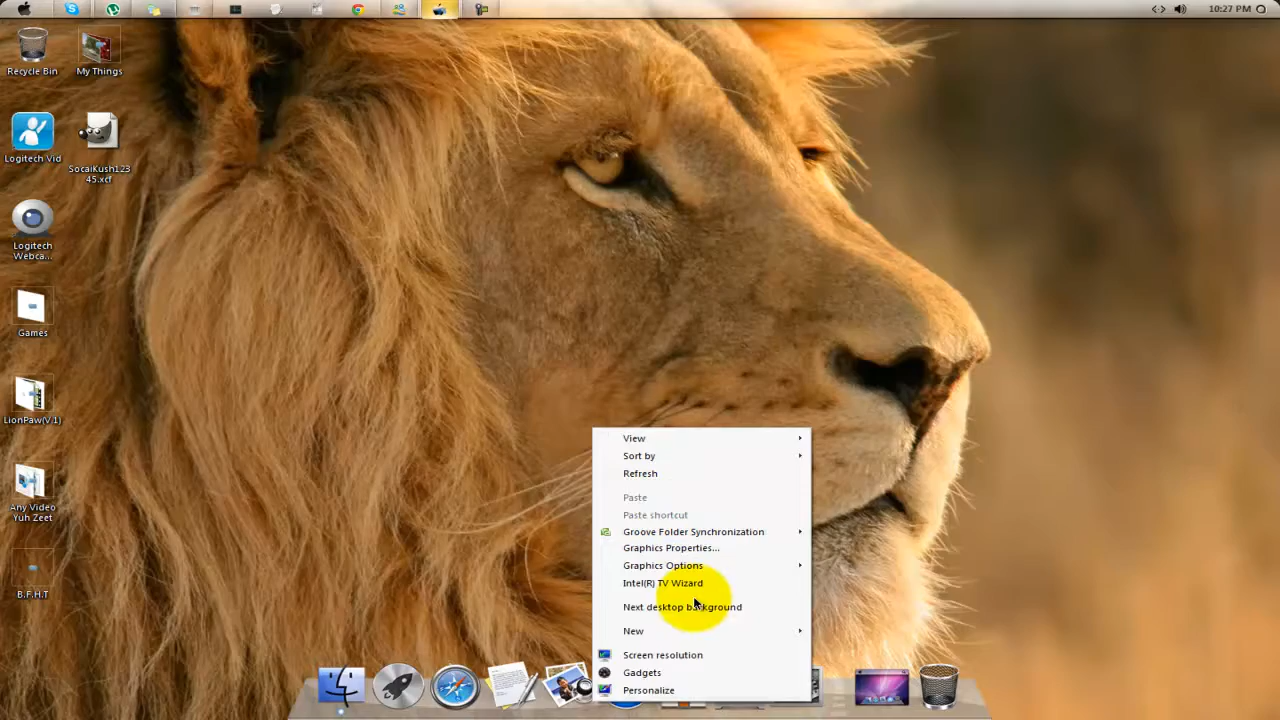 10:27 PM
Recycle Bin
My Things
Logitech Vid
SocaiKush123
45.xcf
Logitech
Webca...
Games
LionPaw(V.1)
Any Video
Yuh Zeet
B.F.H.T
View
Sort by
Refresh
Paste
Paste shortcut
Groove Folder Synchronization
Graphics Properties...
Graphics Options
Intel(R) TV Wizard
Next desktop background
New
Screen resolution
Gadgets
Personalize